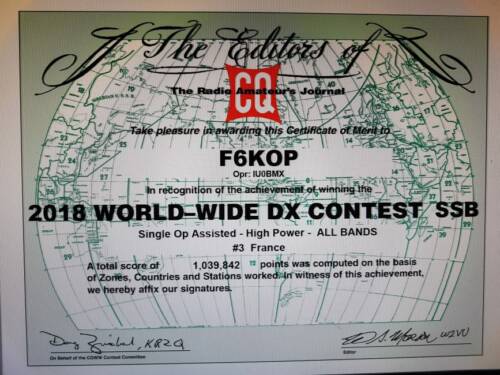 The Editors of
CQ
The Radio Amateur's Journal
Take pleasure in awarding this Certificate of Merit to
F6KOP
Opr: IU0BMX
In recognition of the achievement of winning the
2018 WORLD–WIDE DX CONTEST SSB
Single Op Assisted - High Power - ALL BANDS
#3 France
A total score of 1,039,842 points was computed on the basis
of Zones, Countries and Stations worked. In witness of this achievement,
we hereby affix our signatures.
K3ZQ W2VU
On Behalf of the CQWW Contest Committee Editor